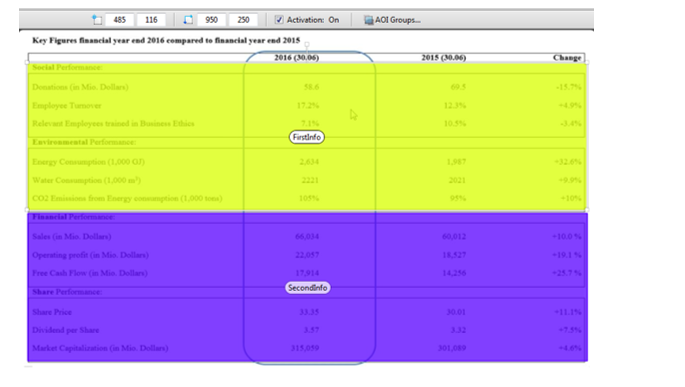 485 116 950 250 Activation: On AOI Groups...
Key Figures financial year end 2016 compared to financial year end 2015
2016 (30.06) 2015 (30.06) Change
Social Performance:
Donations (in Mio. Dollars) 58.6 69.5 -15.7%
Employee Turnover 17.2% 12.3% +4.9%
Relevant Employees trained in Business Ethics 7.1% 10.5% -3.4%
FirstInfo
Environmental Performance:
Energy Consumption (1,000 GJ) 2,634 1,987 +32.6%
Water Consumption (1,000 m³) 2221 2021 +9.9%
CO2 Emissions from Energy consumption (1,000 tons) 105% 95% +10%
Financial Performance:
Sales (in Mio. Dollars) 66,034 60,012 +10.0 %
Operating profit (in Mio. Dollars) 22,057 18,527 +19.1 %
Free Cash Flow (in Mio. Dollars) 17,914 14,256 +25.7 %
SecondInfo
Share Performance:
Share Price 33.35 30.01 +11.1%
Dividend per Share 3.57 3.32 +7.5%
Market Capitalization (in Mio. Dollars) 315,059 301,089 +4.6%